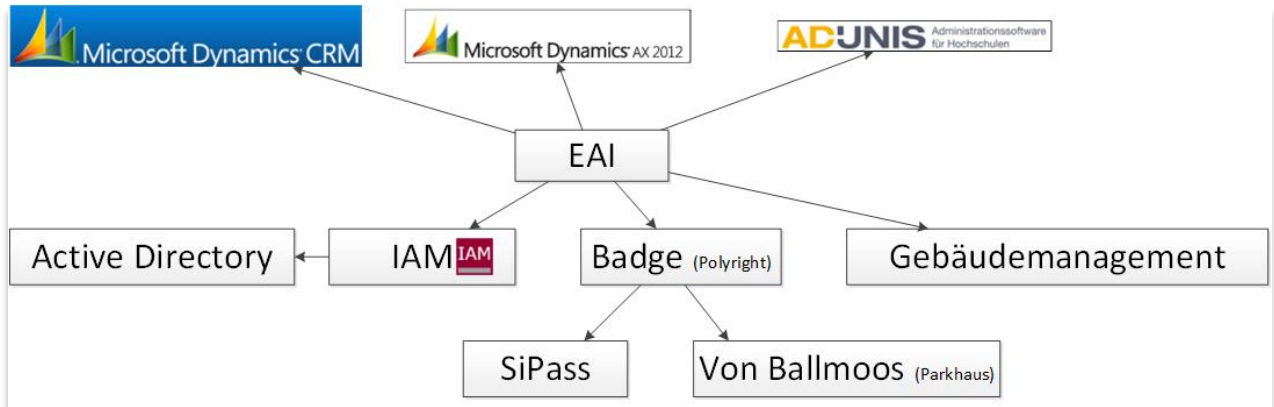 Microsoft Dynamics CRM
Microsoft Dynamics AX 2012
ADUNIS Administrationssoftware
für Hochschulen
EAI
Active Directory
IAM IAM
Badge (Polyright)
Gebäudemanagement
SiPass
Von Ballmoos (Parkhaus)